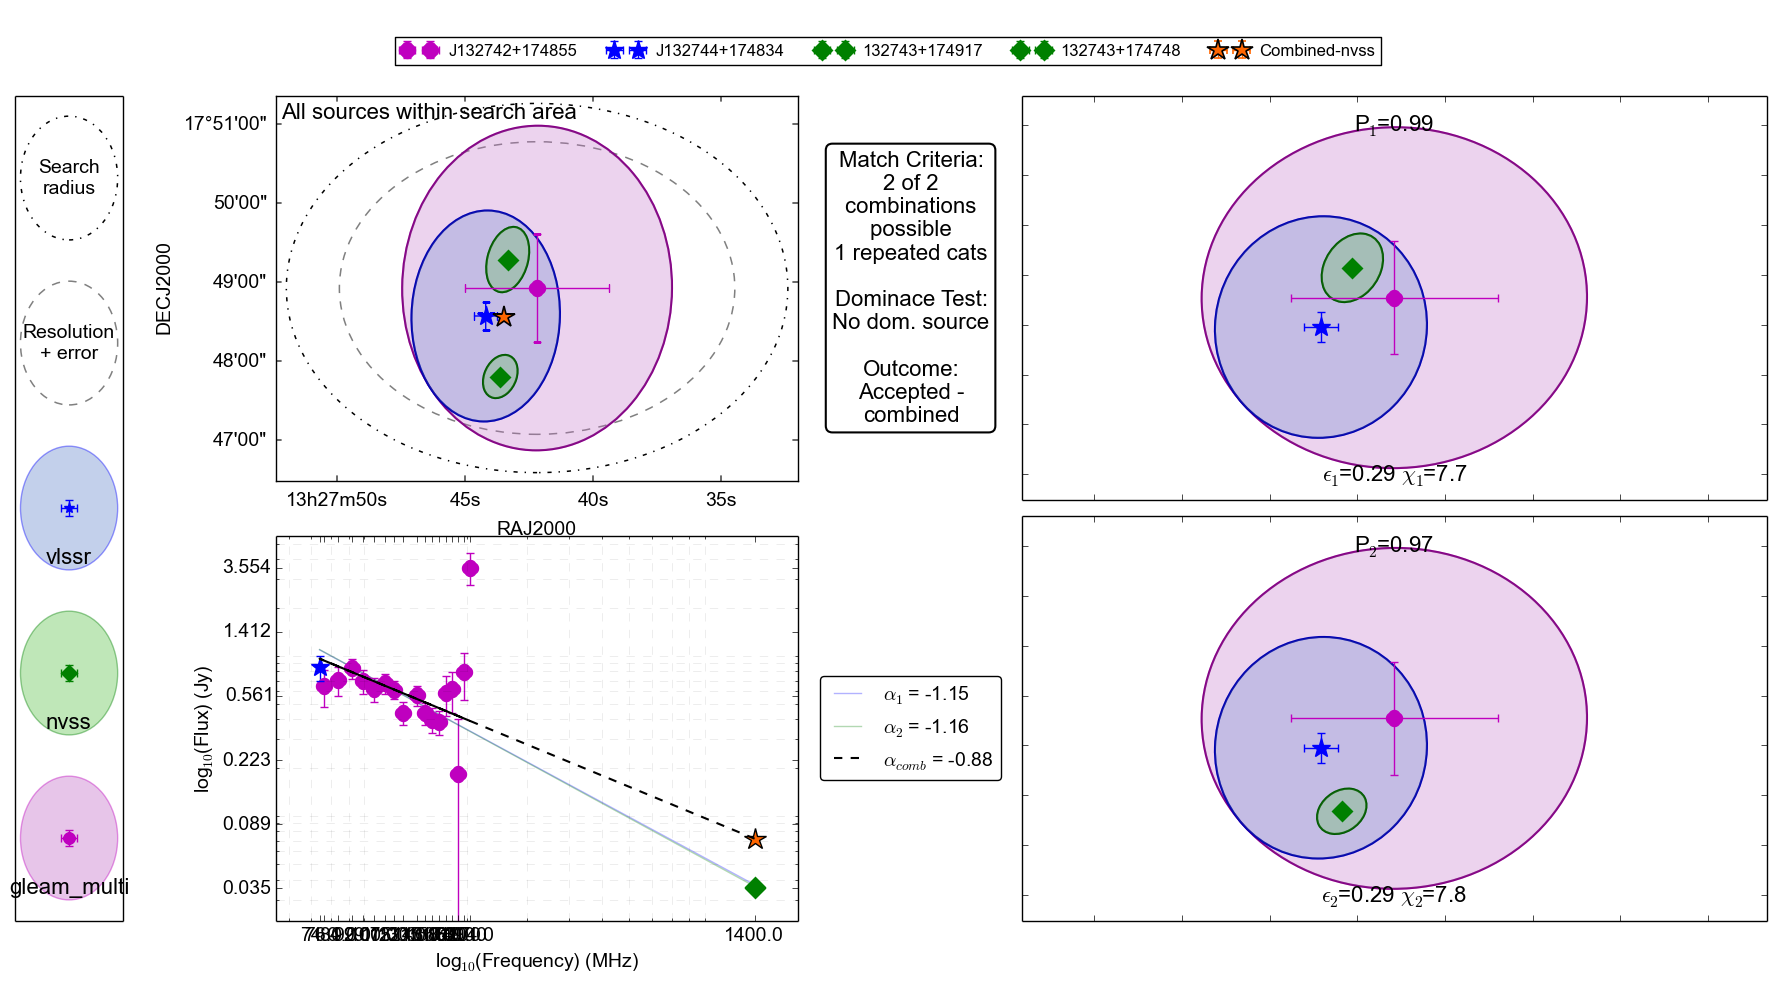 J132742+174855 J132744+174834 132743+174917 132743+174748 Combined-nvss
Search
radius
Resolution
+ error
vlssr
nvss
gleam_multi
All sources within search area
DECJ2000
17°51'00"
50'00"
49'00"
48'00"
47'00"
13h27m50s 45s 40s 35s
RAJ2000
Match Criteria:
2 of 2
combinations
possible
1 repeated cats
Dominace Test:
No dom. source
Outcome:
Accepted -
combined
P₁=0.99
ϵ₁=0.29 χ₁=7.7
P₂=0.97
ϵ₂=0.29 χ₂=7.8
log₁₀(Flux) (Jy)
3.554
1.412
0.561
0.223
0.089
0.035
1400.0
log₁₀(Frequency) (MHz)
α₁ = -1.15
α₂ = -1.16
α_comb = -0.88